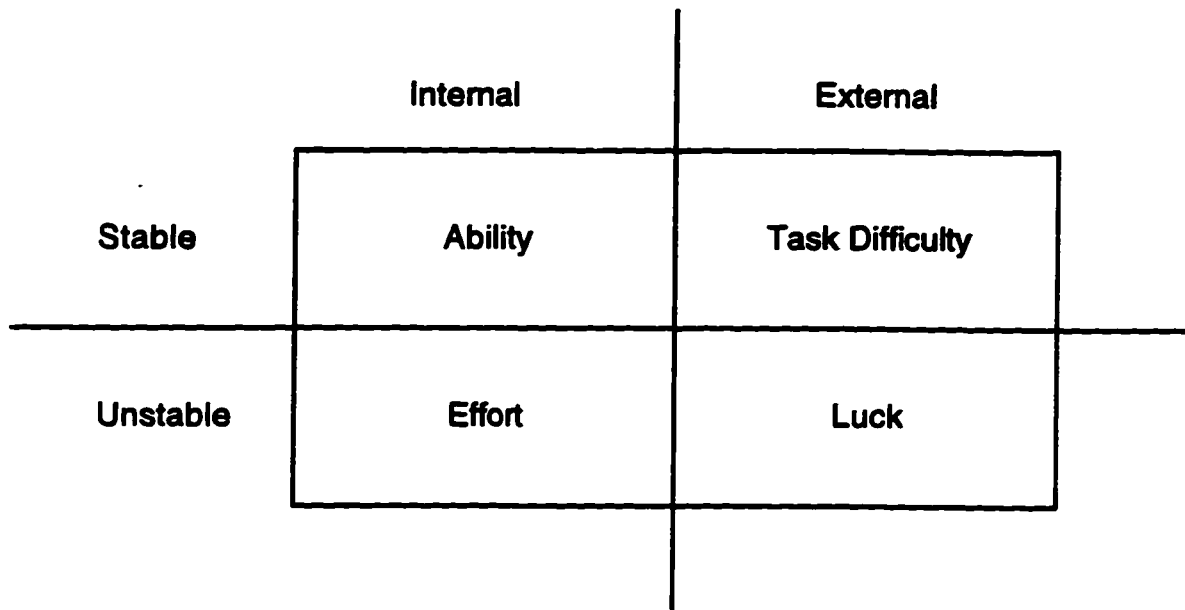 Internal External
Stable Ability Task Difficulty
Unstable Effort Luck